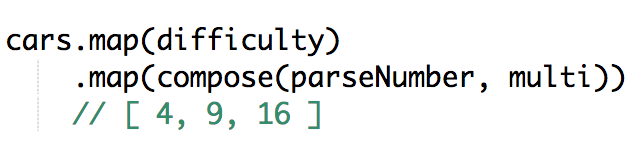 cars.map(difficulty)
.map(compose(parseNumber, multi))
// [ 4, 9, 16 ]